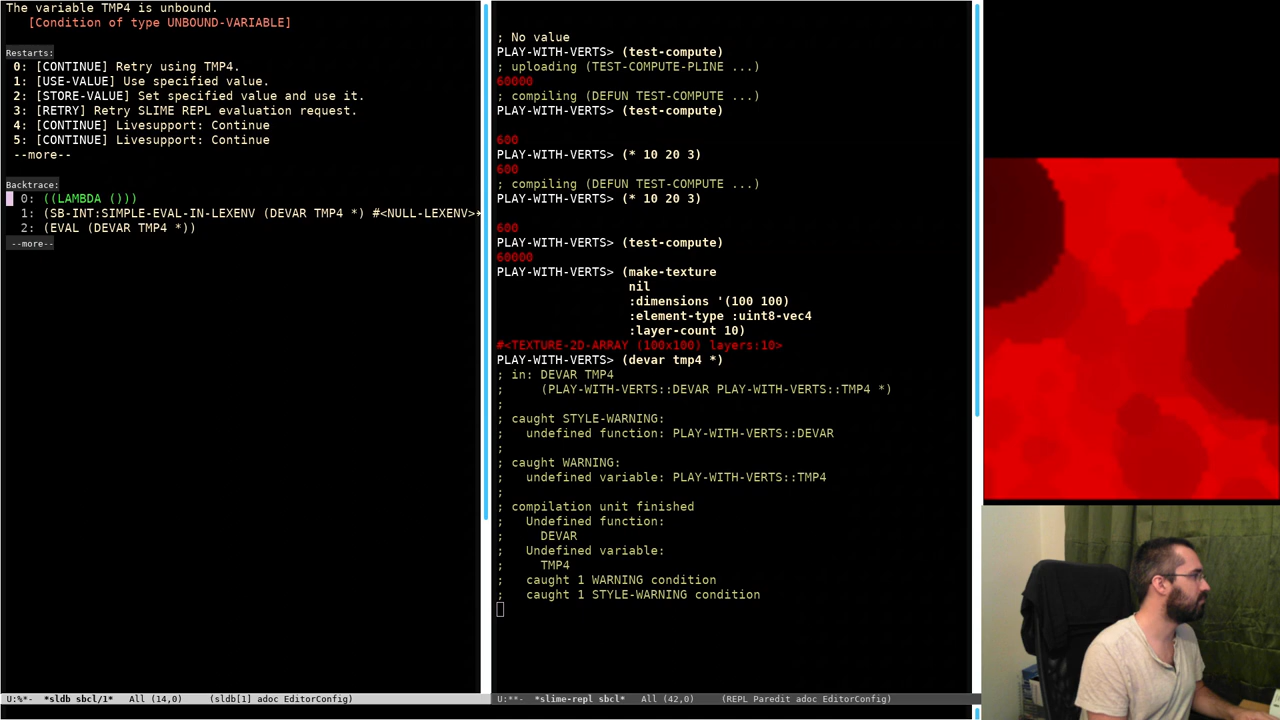 The variable TMP4 is unbound.
[Condition of type UNBOUND-VARIABLE]
Restarts:
0: [CONTINUE] Retry using TMP4.
1: [USE-VALUE] Use specified value.
2: [STORE-VALUE] Set specified value and use it.
3: [RETRY] Retry SLIME REPL evaluation request.
4: [CONTINUE] Livesupport: Continue
5: [CONTINUE] Livesupport: Continue
--more--
Backtrace:
0: ((LAMBDA ()))
1: (SB-INT:SIMPLE-EVAL-IN-LEXENV (DEVAR TMP4 *) #<NULL-LEXENV>
2: (EVAL (DEVAR TMP4 *))
--more--
U:%*- *sldb sbcl/1* All (14,0) (sldb[1] adoc EditorConfig)
; No value
PLAY-WITH-VERTS> (test-compute)
; uploading (TEST-COMPUTE-PLINE ...)
60000
; compiling (DEFUN TEST-COMPUTE ...)
PLAY-WITH-VERTS> (test-compute)
600
PLAY-WITH-VERTS> (* 10 20 3)
600
; compiling (DEFUN TEST-COMPUTE ...)
PLAY-WITH-VERTS> (* 10 20 3)
600
PLAY-WITH-VERTS> (test-compute)
60000
PLAY-WITH-VERTS> (make-texture
nil
:dimensions '(100 100)
:element-type :uint8-vec4
:layer-count 10)
#<TEXTURE-2D-ARRAY (100x100) layers:10>
PLAY-WITH-VERTS> (devar tmp4 *)
; in: DEVAR TMP4
; (PLAY-WITH-VERTS::DEVAR PLAY-WITH-VERTS::TMP4 *)
;
; caught STYLE-WARNING:
; undefined function: PLAY-WITH-VERTS::DEVAR
;
; caught WARNING:
; undefined variable: PLAY-WITH-VERTS::TMP4
;
; compilation unit finished
; Undefined function:
; DEVAR
; Undefined variable:
; TMP4
; caught 1 WARNING condition
; caught 1 STYLE-WARNING condition
U:**- *slime-repl sbcl* All (42,0) (REPL Paredit adoc EditorConfig)